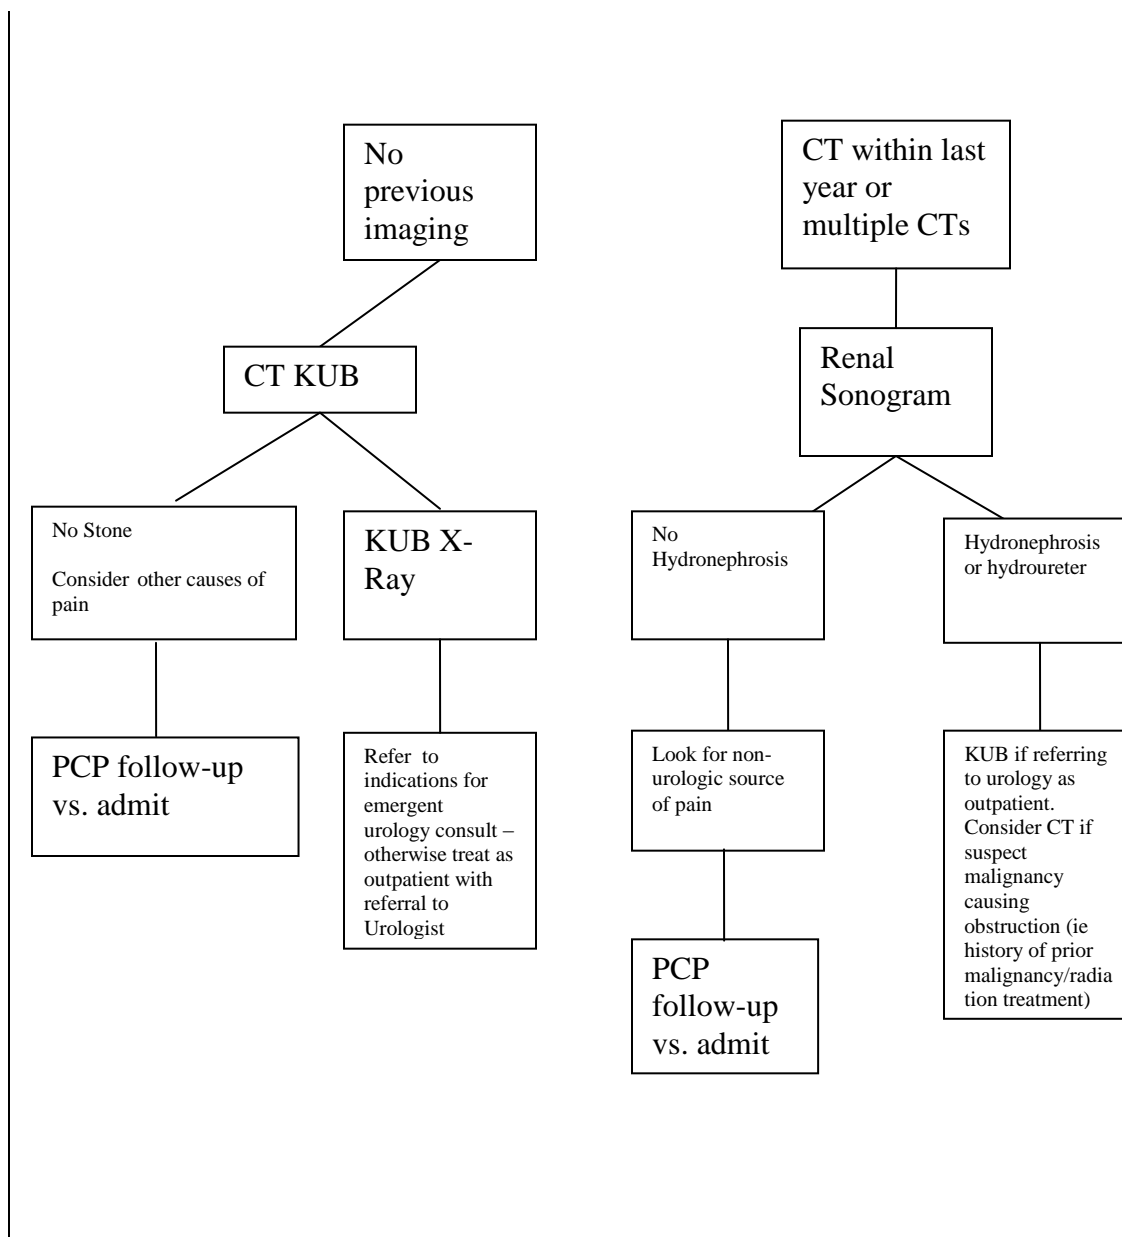 No
previous
imaging
CT within last
year or
multiple CTs
CT KUB
Renal
Sonogram
No Stone
Consider other causes of
pain
KUB X-
Ray
No
Hydronephrosis
Hydronephrosis
or hydroureter
PCP follow-up
vs. admit
Refer to
indications for
emergent
urology consult –
otherwise treat as
outpatient with
referral to
Urologist
Look for non-
urologic source
of pain
KUB if referring
to urology as
outpatient.
Consider CT if
suspect
malignancy
causing
obstruction (ie
history of prior
malignancy/radia
tion treatment)
PCP
follow-up
vs. admit